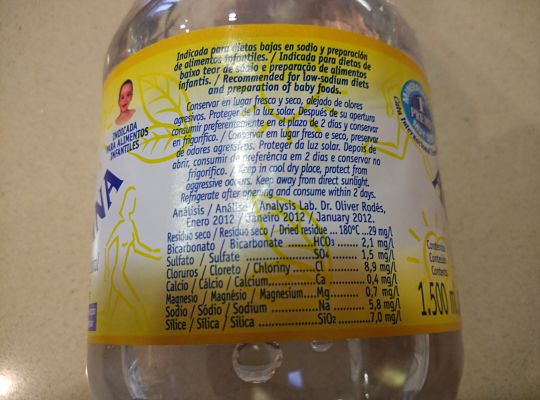 Indicada para dietas bajas en sodio y preparación
de alimentos infantiles. / Indicada para dietas de
baixo teor de sódio e preparação de alimentos
infantis. / Recommended for low-sodium diets
and preparation of baby foods.
INDICADA
PARA ALIMENTOS
INFANTILES
Conservar en lugar fresco y seco, alejado de olores
agresivos. Proteger de la luz solar. Después de su apertura
consumir preferentemente en el plazo de 2 días y conservar
en frigorífico. / Conservar em lugar fresco e seco, preservar
de odores agressivos. Proteger da luz solar. Depois de
abrir, consumir de preferência em 2 dias e conservar no
frigorífico. / Keep in cool dry place, protect from
aggressive odours. Keep away from direct sunlight.
Refrigerate after opening and consume within 2 days.
Análisis / Análise / Analysis Lab. Dr. Oliver Rodés,
Enero 2012 / Janeiro 2012 / January 2012.
Residuo seco / Resíduo seco / Dried residue ...180ºC ...29 mg/l
Bicarbonato / Bicarbonate ........ HCO3 ....... 2,1 mg/l
Sulfato / Sulfate ........ SO4 ....... 1,5 mg/l
Cloruros / Cloreto / Chloriny ... Cl ....... 8,9 mg/l
Calcio / Cálcio / Calcium....... Ca ....... 0,4 mg/l
Magnesio / Magnésio / Magnesium.... Mg ....... 0,7 mg/l
Sodio / Sódio / Sodium ....... Na ....... 5,8 mg/l
Sílice / Sílica / Silica ....... SiO2 .......7,0 mg/l
NA
Contenido
Conteúdo
Content
1.500 m